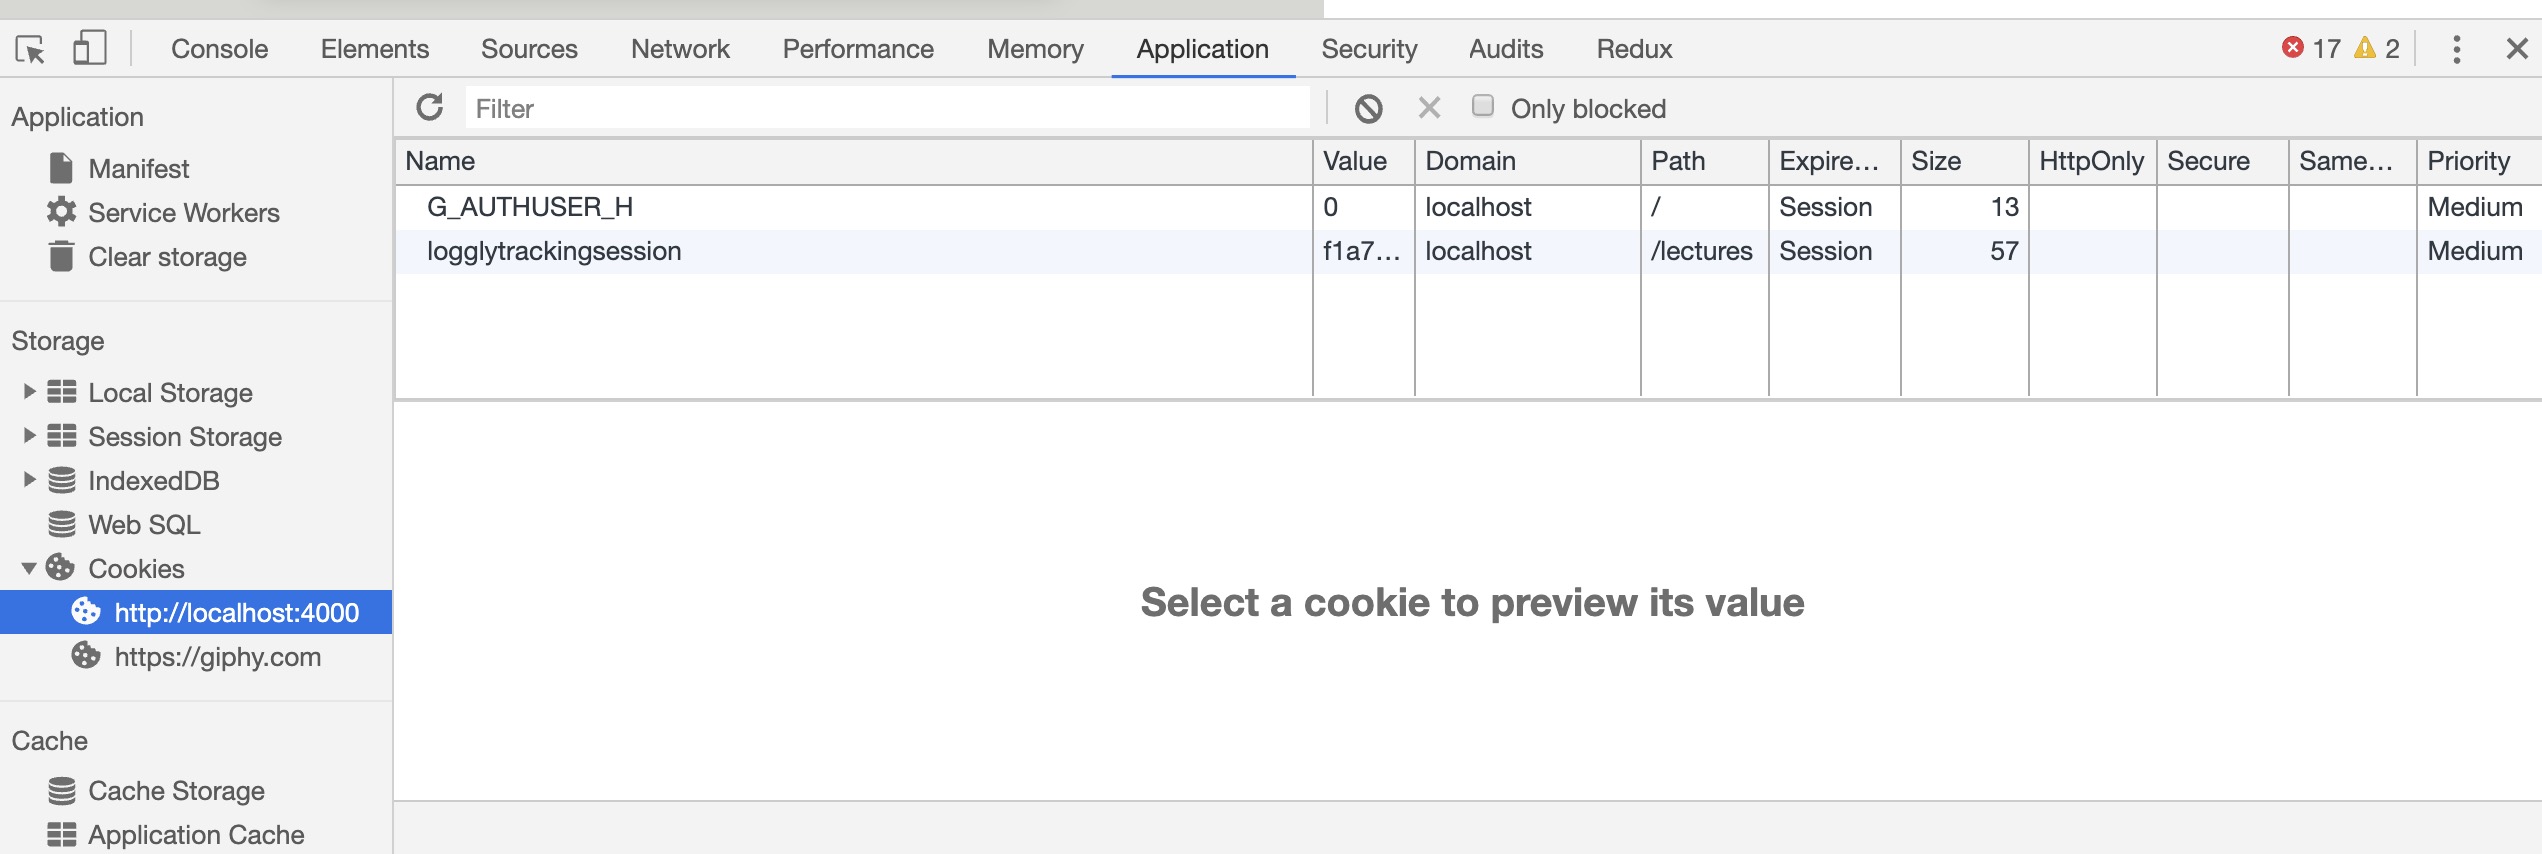 Console Elements Sources Network Performance Memory Application Security Audits Redux 17 2
Application
Manifest
Service Workers
Clear storage
Storage
Local Storage
Session Storage
IndexedDB
Web SQL
Cookies
http://localhost:4000
https://giphy.com
Cache
Cache Storage
Application Cache
Filter Only blocked
Name Value Domain Path Expire... Size HttpOnly Secure Same... Priority
G_AUTHUSER_H 0 localhost / Session 13 Medium
logglytrackingsession f1a7... localhost /lectures Session 57 Medium
Select a cookie to preview its value